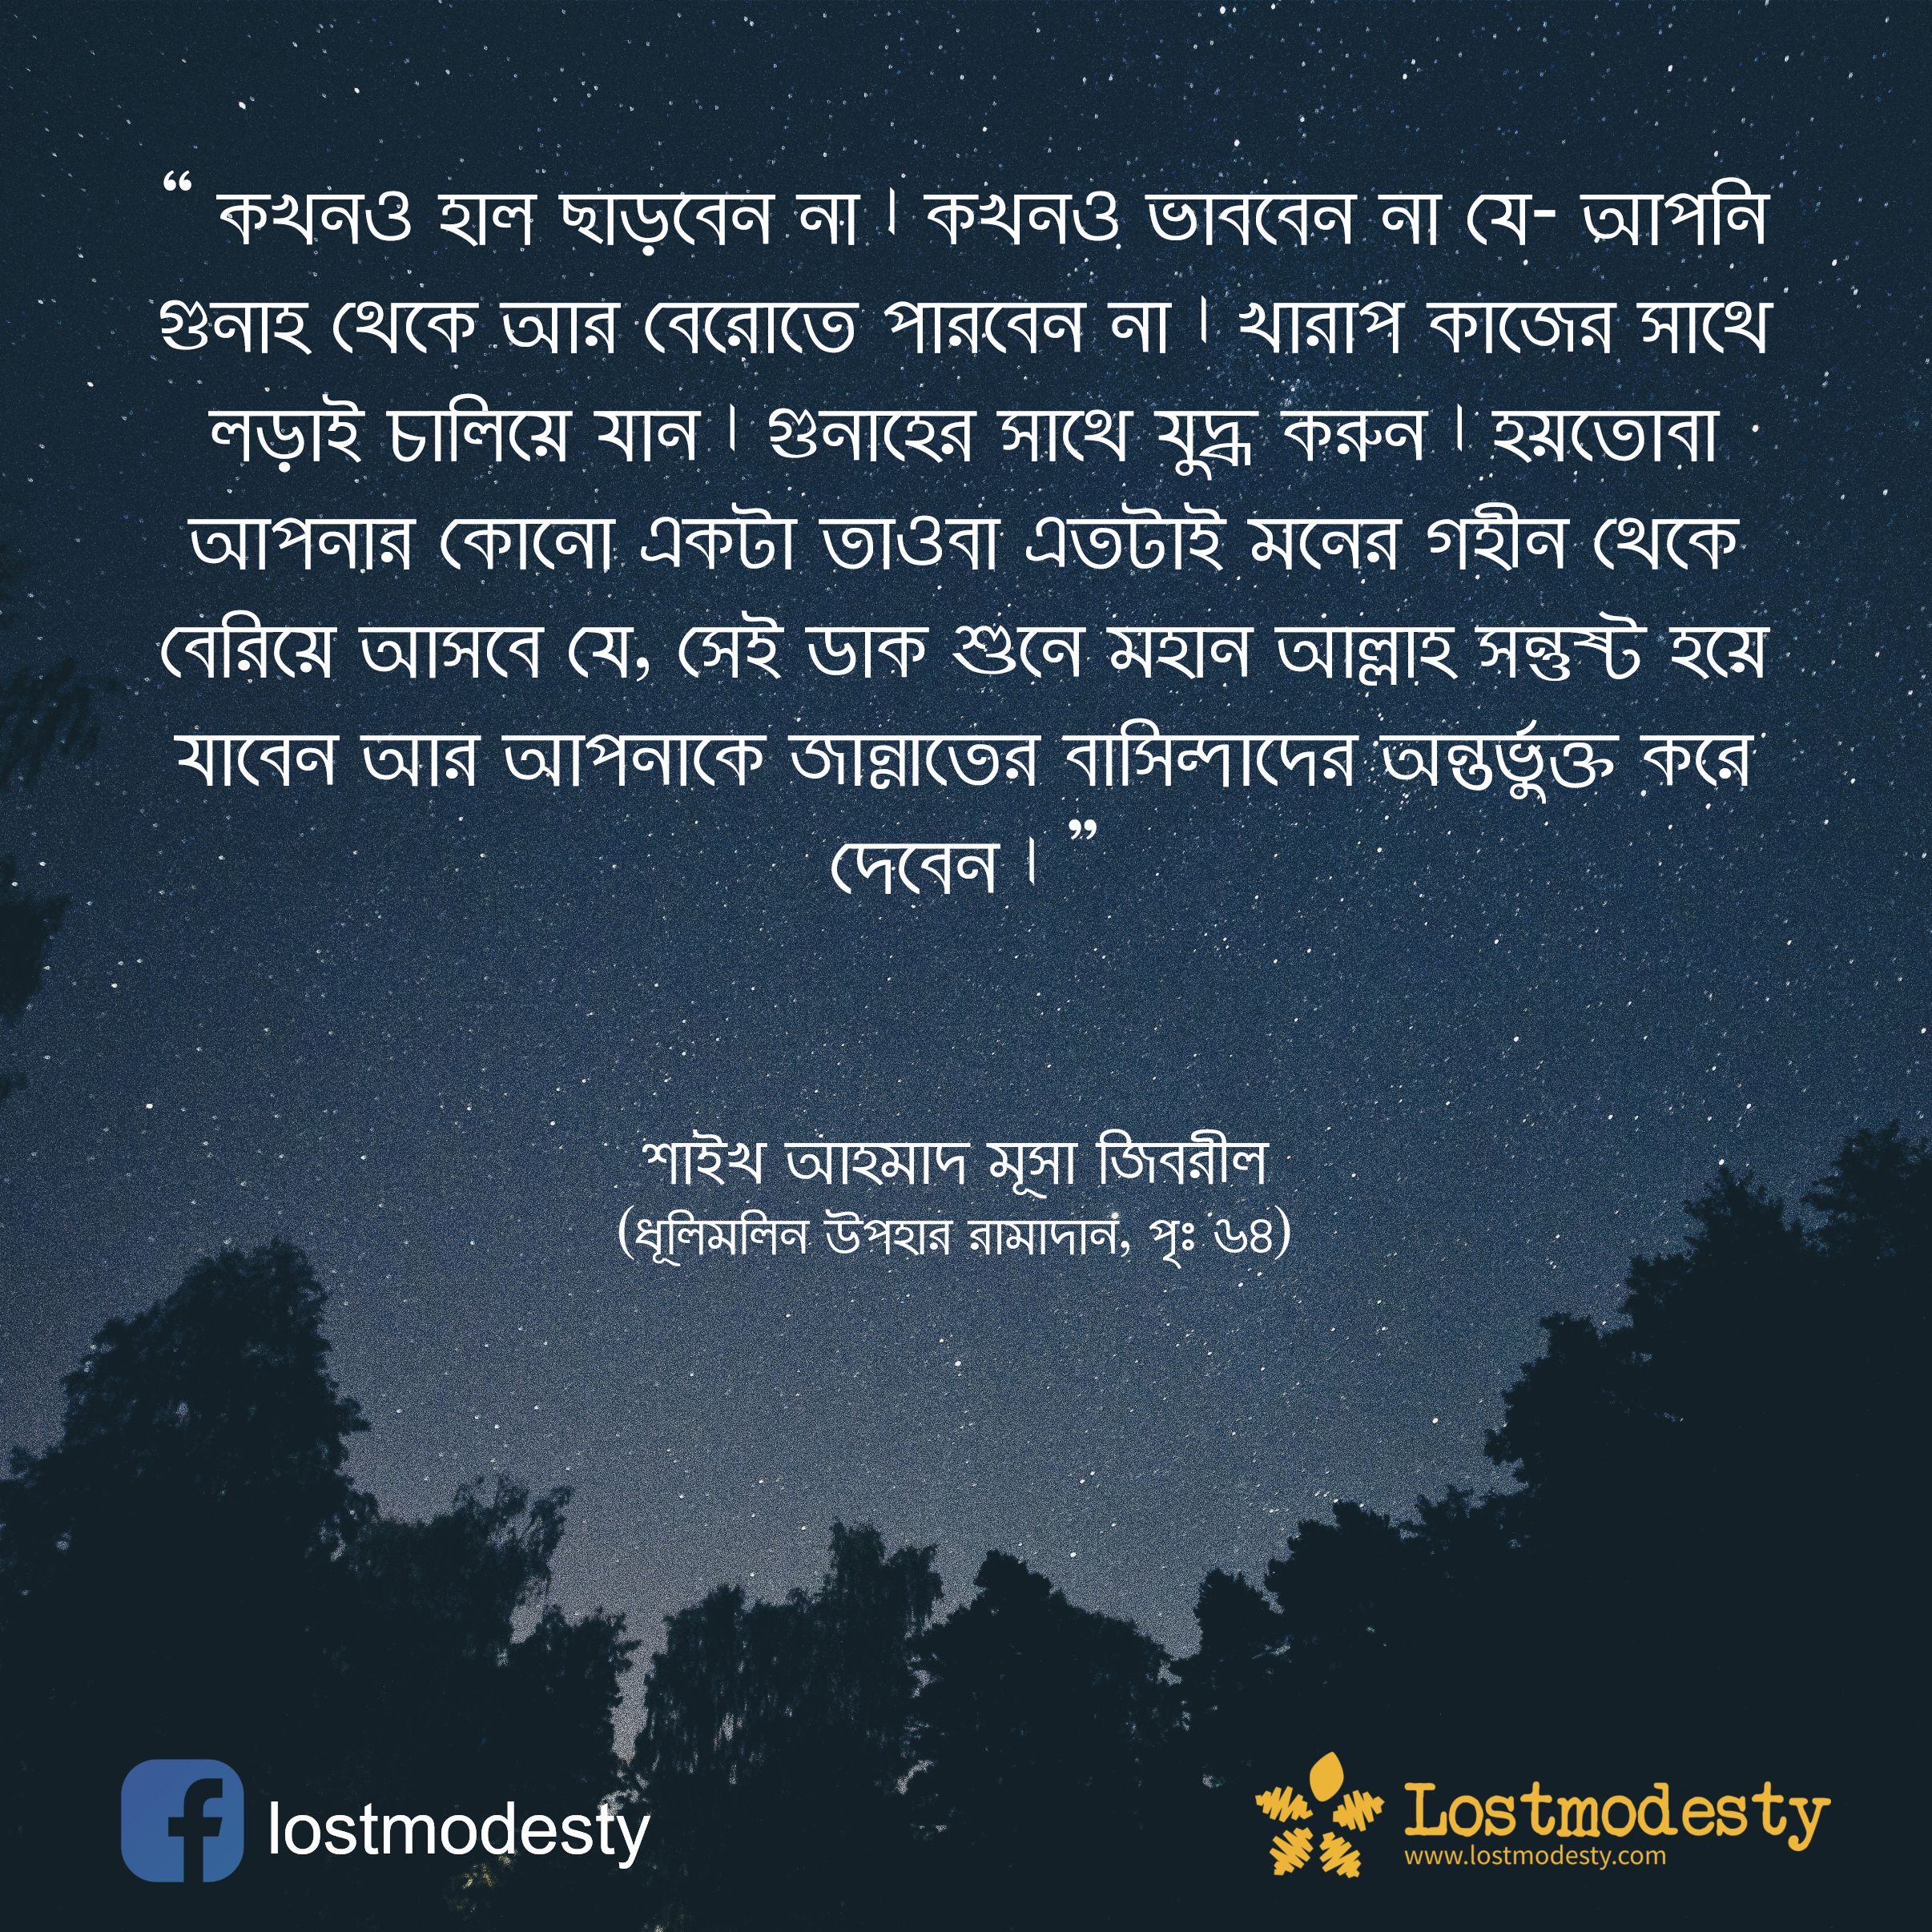 “ কখনও হাল ছাড়বেন না। কখনও ভাববেন না যে- আপনি
গুনাহ থেকে আর বেরোতে পারবেন না। খারাপ কাজের সাথে
লড়াই চালিয়ে যান। গুনাহের সাথে যুদ্ধ করুন। হয়তোবা
আপনার কোনো একটা তাওবা এতটাই মনের গহীন থেকে
বেরিয়ে আসবে যে, সেই ডাক শুনে মহান আল্লাহ সন্তুষ্ট হয়ে
যাবেন আর আপনাকে জান্নাতের বাসিন্দাদের অন্তর্ভুক্ত করে
দেবেন। ”
শাইখ আহমাদ মূসা জিবরীল
(ধূলিমলিন উপহার রামাদান, পৃঃ ৬৪)
lostmodesty
Lostmodesty
www.lostmodesty.com